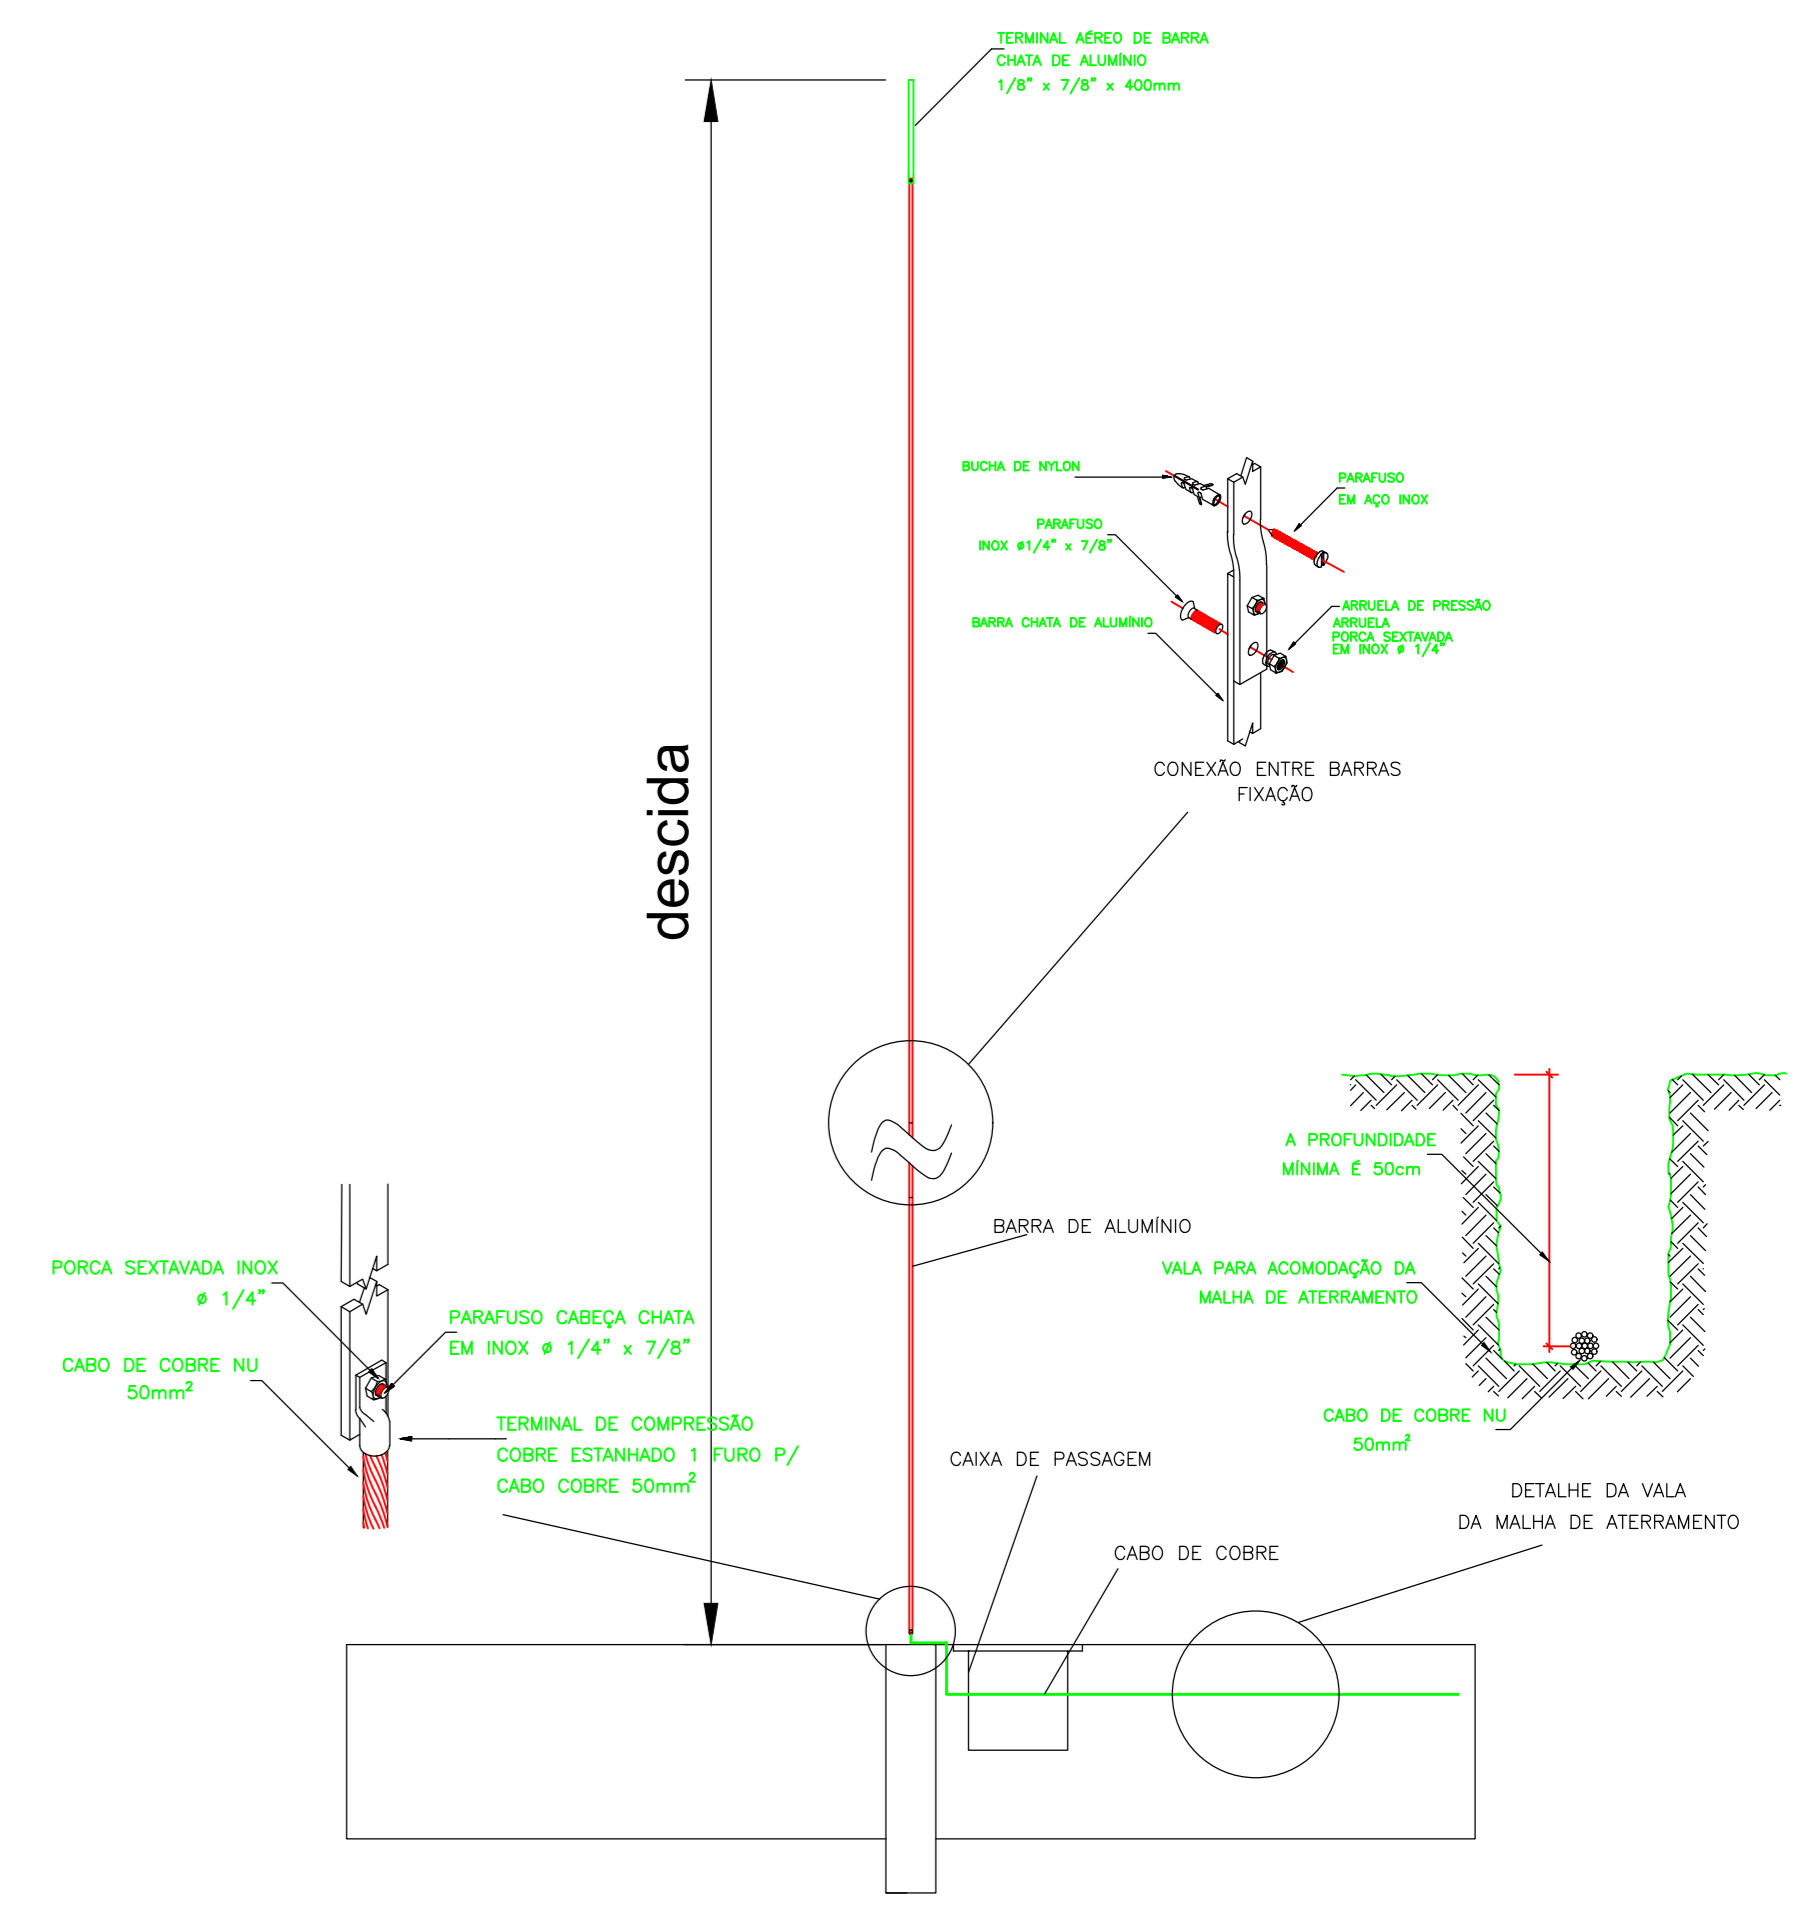 TERMINAL AÉREO DE BARRA
CHATA DE ALUMÍNIO
1/8" x 7/8" x 400mm
BUCHA DE NYLON
PARAFUSO
EM AÇO INOX
PARAFUSO
INOX ø1/4" x 7/8"
BARRA CHATA DE ALUMÍNIO
ARRUELA DE PRESSÃO
ARRUELA
PORCA SEXTAVADA
EM INOX ø 1/4"
CONEXÃO ENTRE BARRAS
FIXAÇÃO
descida
A PROFUNDIDADE
MÍNIMA É 50cm
VALA PARA ACOMODAÇÃO DA
MALHA DE ATERRAMENTO
CABO DE COBRE NU
50mm²
DETALHE DA VALA
DA MALHA DE ATERRAMENTO
BARRA DE ALUMÍNIO
PORCA SEXTAVADA INOX
ø 1/4"
PARAFUSO CABEÇA CHATA
EM INOX ø 1/4" x 7/8"
CABO DE COBRE NU
50mm²
TERMINAL DE COMPRESSÃO
COBRE ESTANHADO 1 FURO P/
CABO COBRE 50mm²
CAIXA DE PASSAGEM
CABO DE COBRE